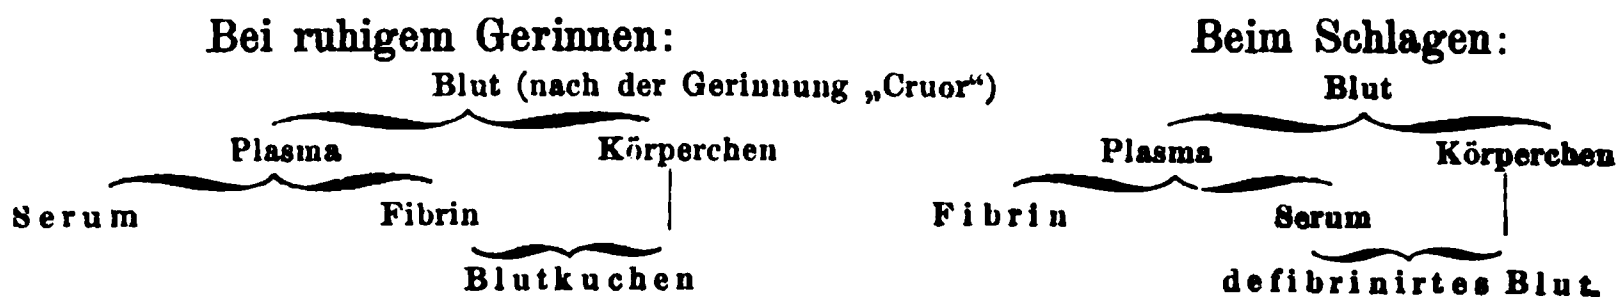 Bei ruhigem Gerinnen:
Blut (nach der Gerinnung „Cruor“)
Plasma Körperchen
Serum Fibrin
Blutkuchen
Beim Schlagen:
Blut
Plasma Körperchen
Fibrin Serum
defibrinirtes Blut.